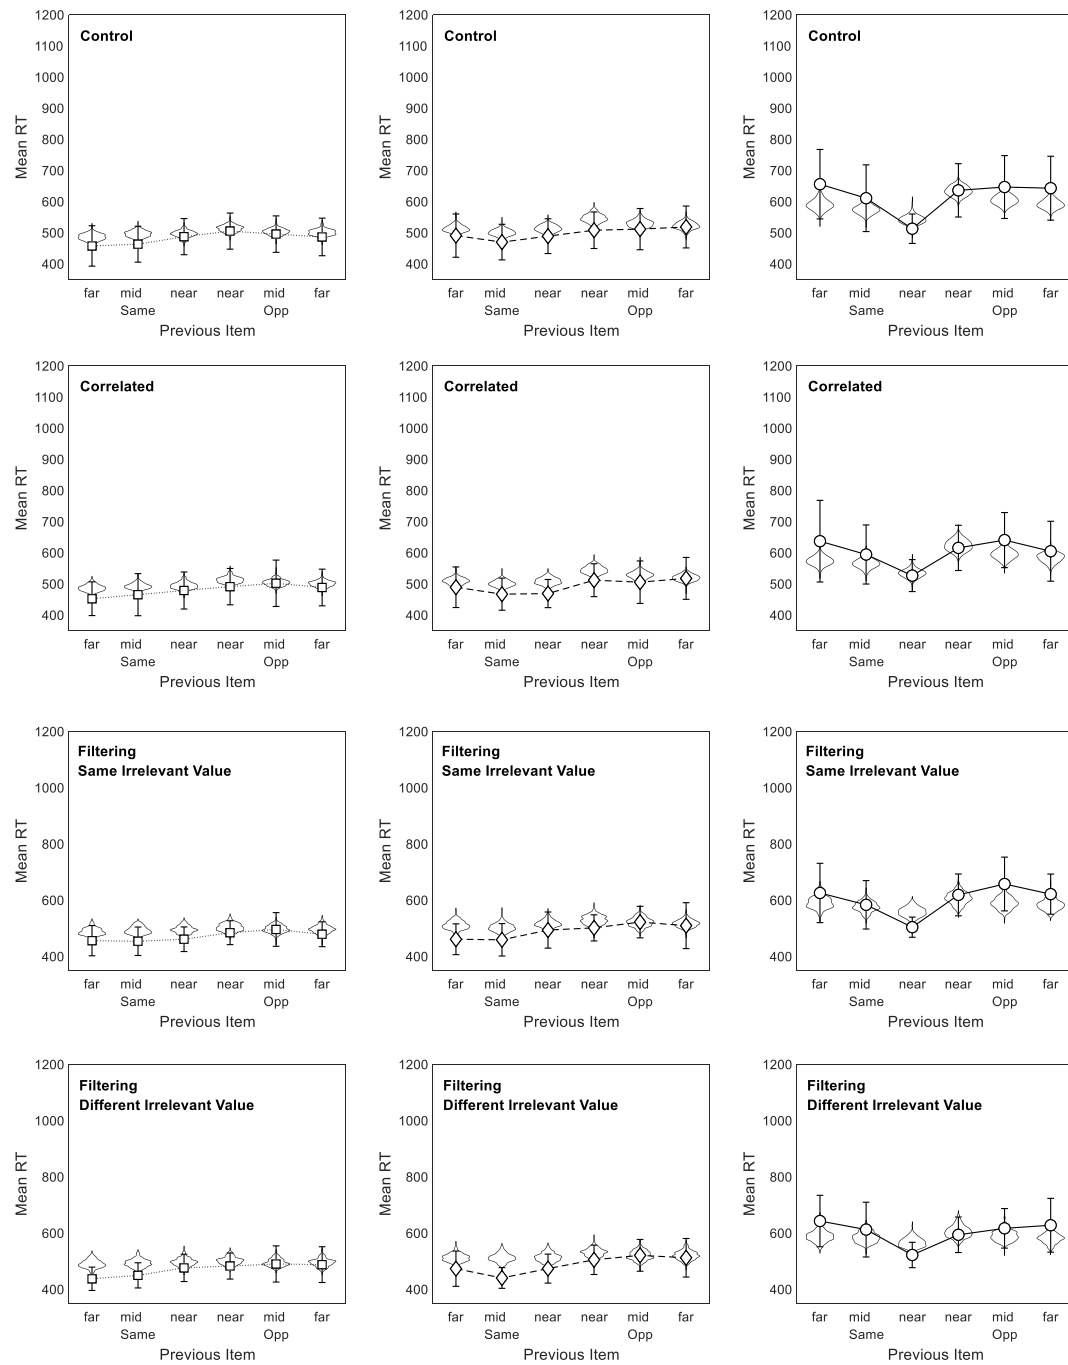 1200
1100
1000
900
800
700
600
500
400
Mean RT
Control
far mid near near mid far
Same Opp
Previous Item
1200
1100
1000
900
800
700
600
500
400
Mean RT
Control
far mid near near mid far
Same Opp
Previous Item
1200
1100
1000
900
800
700
600
500
400
Mean RT
Control
far mid near near mid far
Same Opp
Previous Item
1200
1100
1000
900
800
700
600
500
400
Mean RT
Correlated
far mid near near mid far
Same Opp
Previous Item
1200
1100
1000
900
800
700
600
500
400
Mean RT
Correlated
far mid near near mid far
Same Opp
Previous Item
1200
1100
1000
900
800
700
600
500
400
Mean RT
Correlated
far mid near near mid far
Same Opp
Previous Item
1200
1000
800
600
400
Mean RT
Filtering
Same Irrelevant Value
far mid near near mid far
Same Opp
Previous Item
1200
1000
800
600
400
Mean RT
Filtering
Same Irrelevant Value
far mid near near mid far
Same Opp
Previous Item
1200
1000
800
600
400
Mean RT
Filtering
Same Irrelevant Value
far mid near near mid far
Same Opp
Previous Item
1200
1000
800
600
400
Mean RT
Filtering
Different Irrelevant Value
far mid near near mid far
Same Opp
Previous Item
1200
1000
800
600
400
Mean RT
Filtering
Different Irrelevant Value
far mid near near mid far
Same Opp
Previous Item
1200
1000
800
600
400
Mean RT
Filtering
Different Irrelevant Value
far mid near near mid far
Same Opp
Previous Item